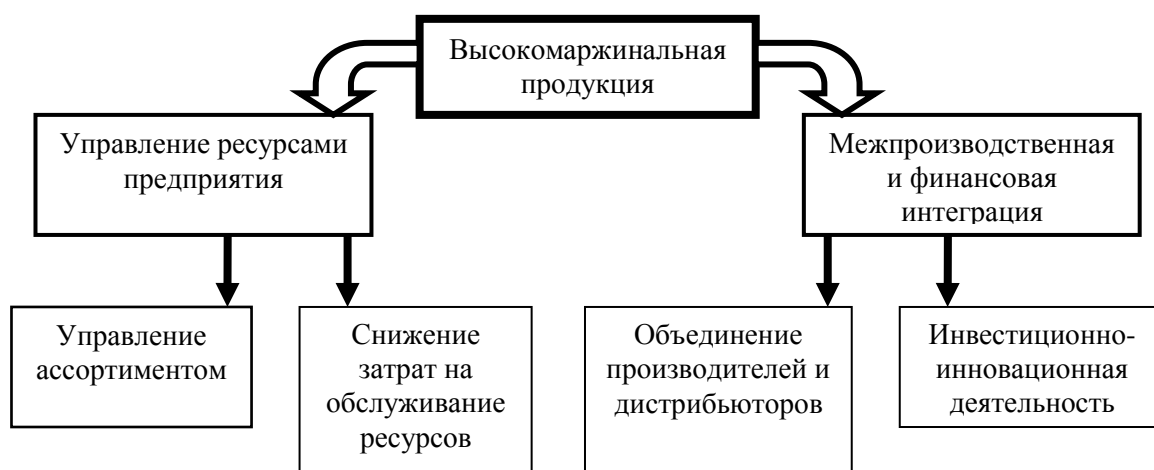 Высокомаржинальная
продукция
Управление ресурсами
предприятия
Межпроизводственная
и финансовая
интеграция
Управление
ассортиментом
Снижение
затрат на
обслуживание
ресурсов
Объединение
производителей и
дистрибьюторов
Инвестиционно-
инновационная
деятельность